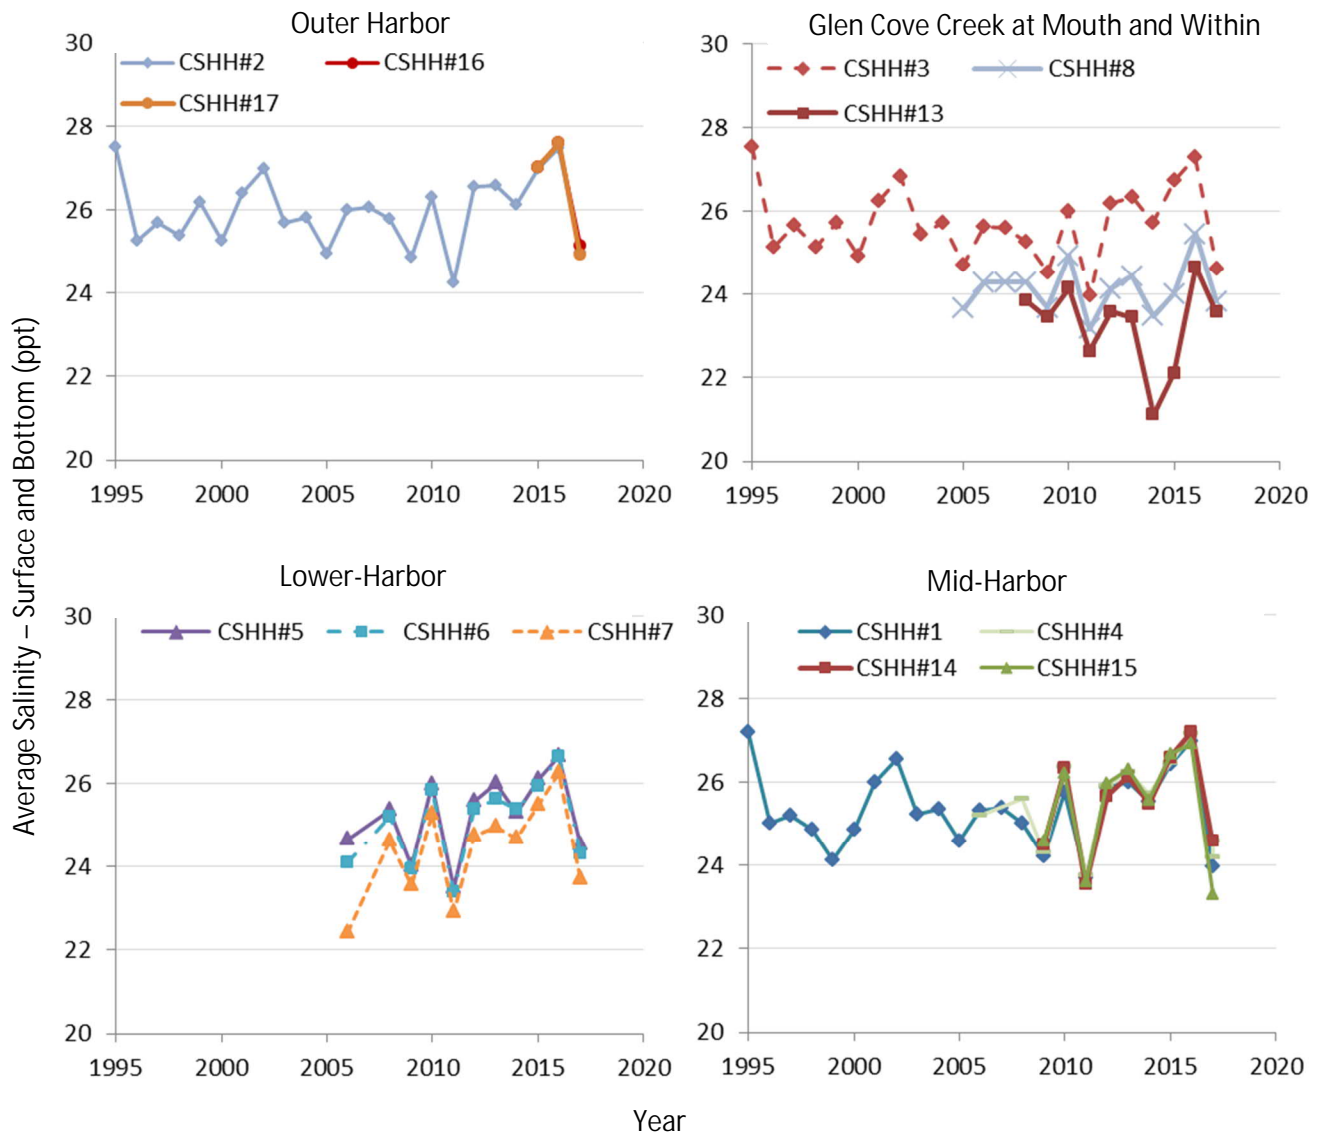 Outer Harbor
30
CSHH#2 CSHH#16
CSHH#17
28
26
24
22
20
1995 2000 2005 2010 2015 2020
Glen Cove Creek at Mouth and Within
30
CSHH#3 CSHH#8
CSHH#13
28
26
24
22
20
1995 2000 2005 2010 2015 2020
Average Salinity – Surface and Bottom (ppt)
Lower-Harbor
30
CSHH#5 CSHH#6 CSHH#7
28
26
24
22
20
1995 2000 2005 2010 2015 2020
Mid-Harbor
30
CSHH#1 CSHH#4
CSHH#14 CSHH#15
28
26
24
22
20
1995 2000 2005 2010 2015 2020
Year